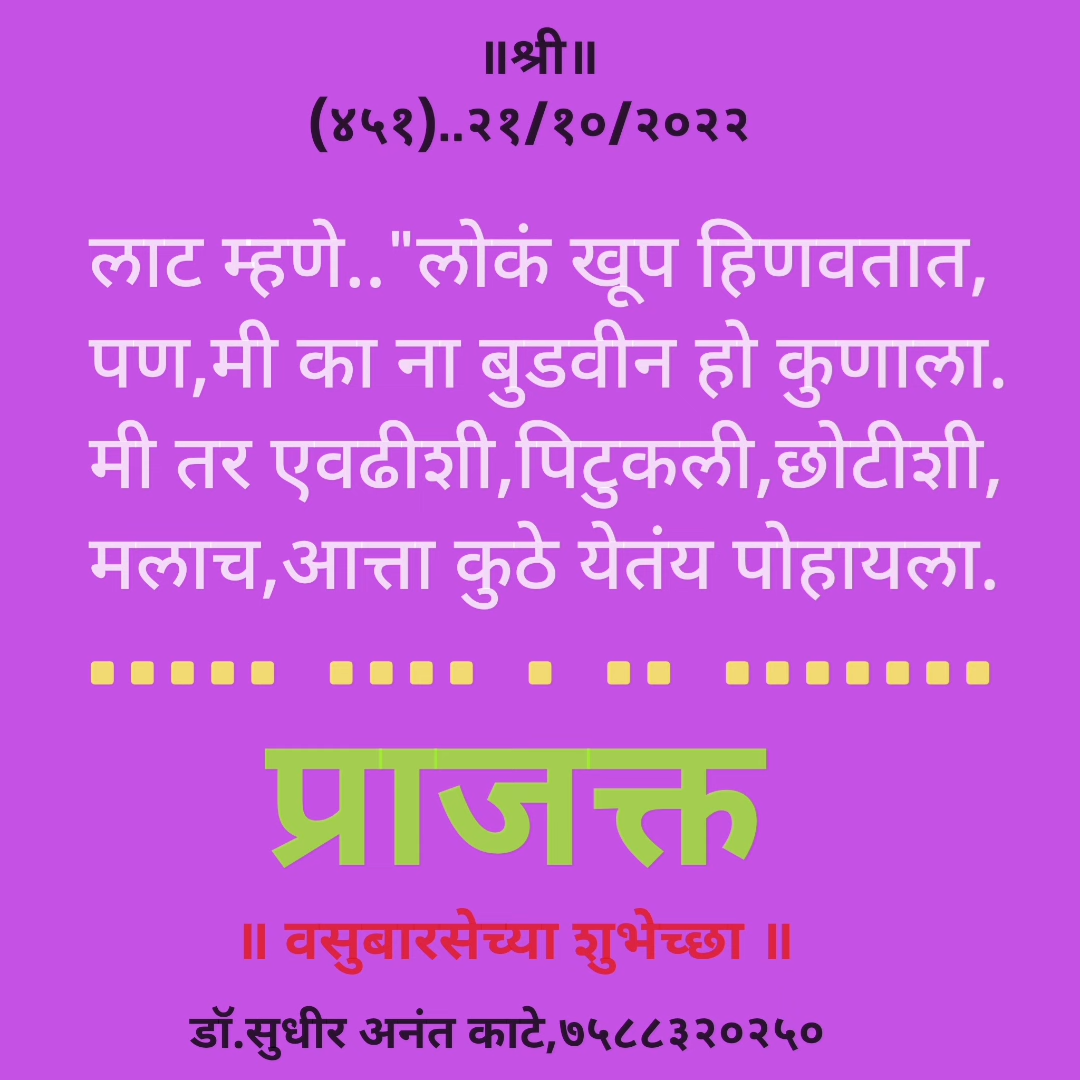 ॥श्री॥
(४५१)..२१/१०/२०२२
लाट म्हणे.."लोकं खूप हिणवतात,
पण,मी का ना बुडवीन हो कुणाला.
मी तर एवढीशी,पिटुकली,छोटीशी,
मलाच,आत्ता कुठे येतंय पोहायला.
प्राजक्त
॥ वसुबारसेच्या शुभेच्छा ॥
डॉ.सुधीर अनंत काटे,७५८८३२०२५०